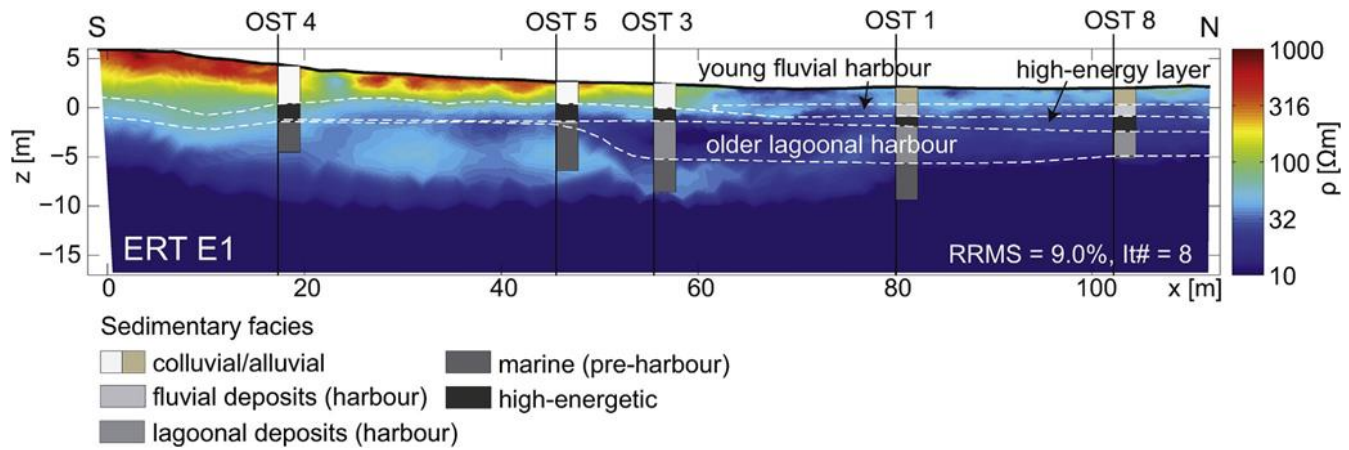 S OST 4 OST 5 OST 3 OST 1 OST 8 N
5 1000
young fluvial harbour high-energy layer
0 316
older lagoonal harbour
z [m] −5 100 ρ [Ωm]
−10 32
−15 ERT E1 RRMS = 9.0%, It# = 8 10
0 20 40 60 80 100 x [m]
Sedimentary facies
colluvial/alluvial marine (pre-harbour)
fluvial deposits (harbour) high-energetic
lagoonal deposits (harbour)